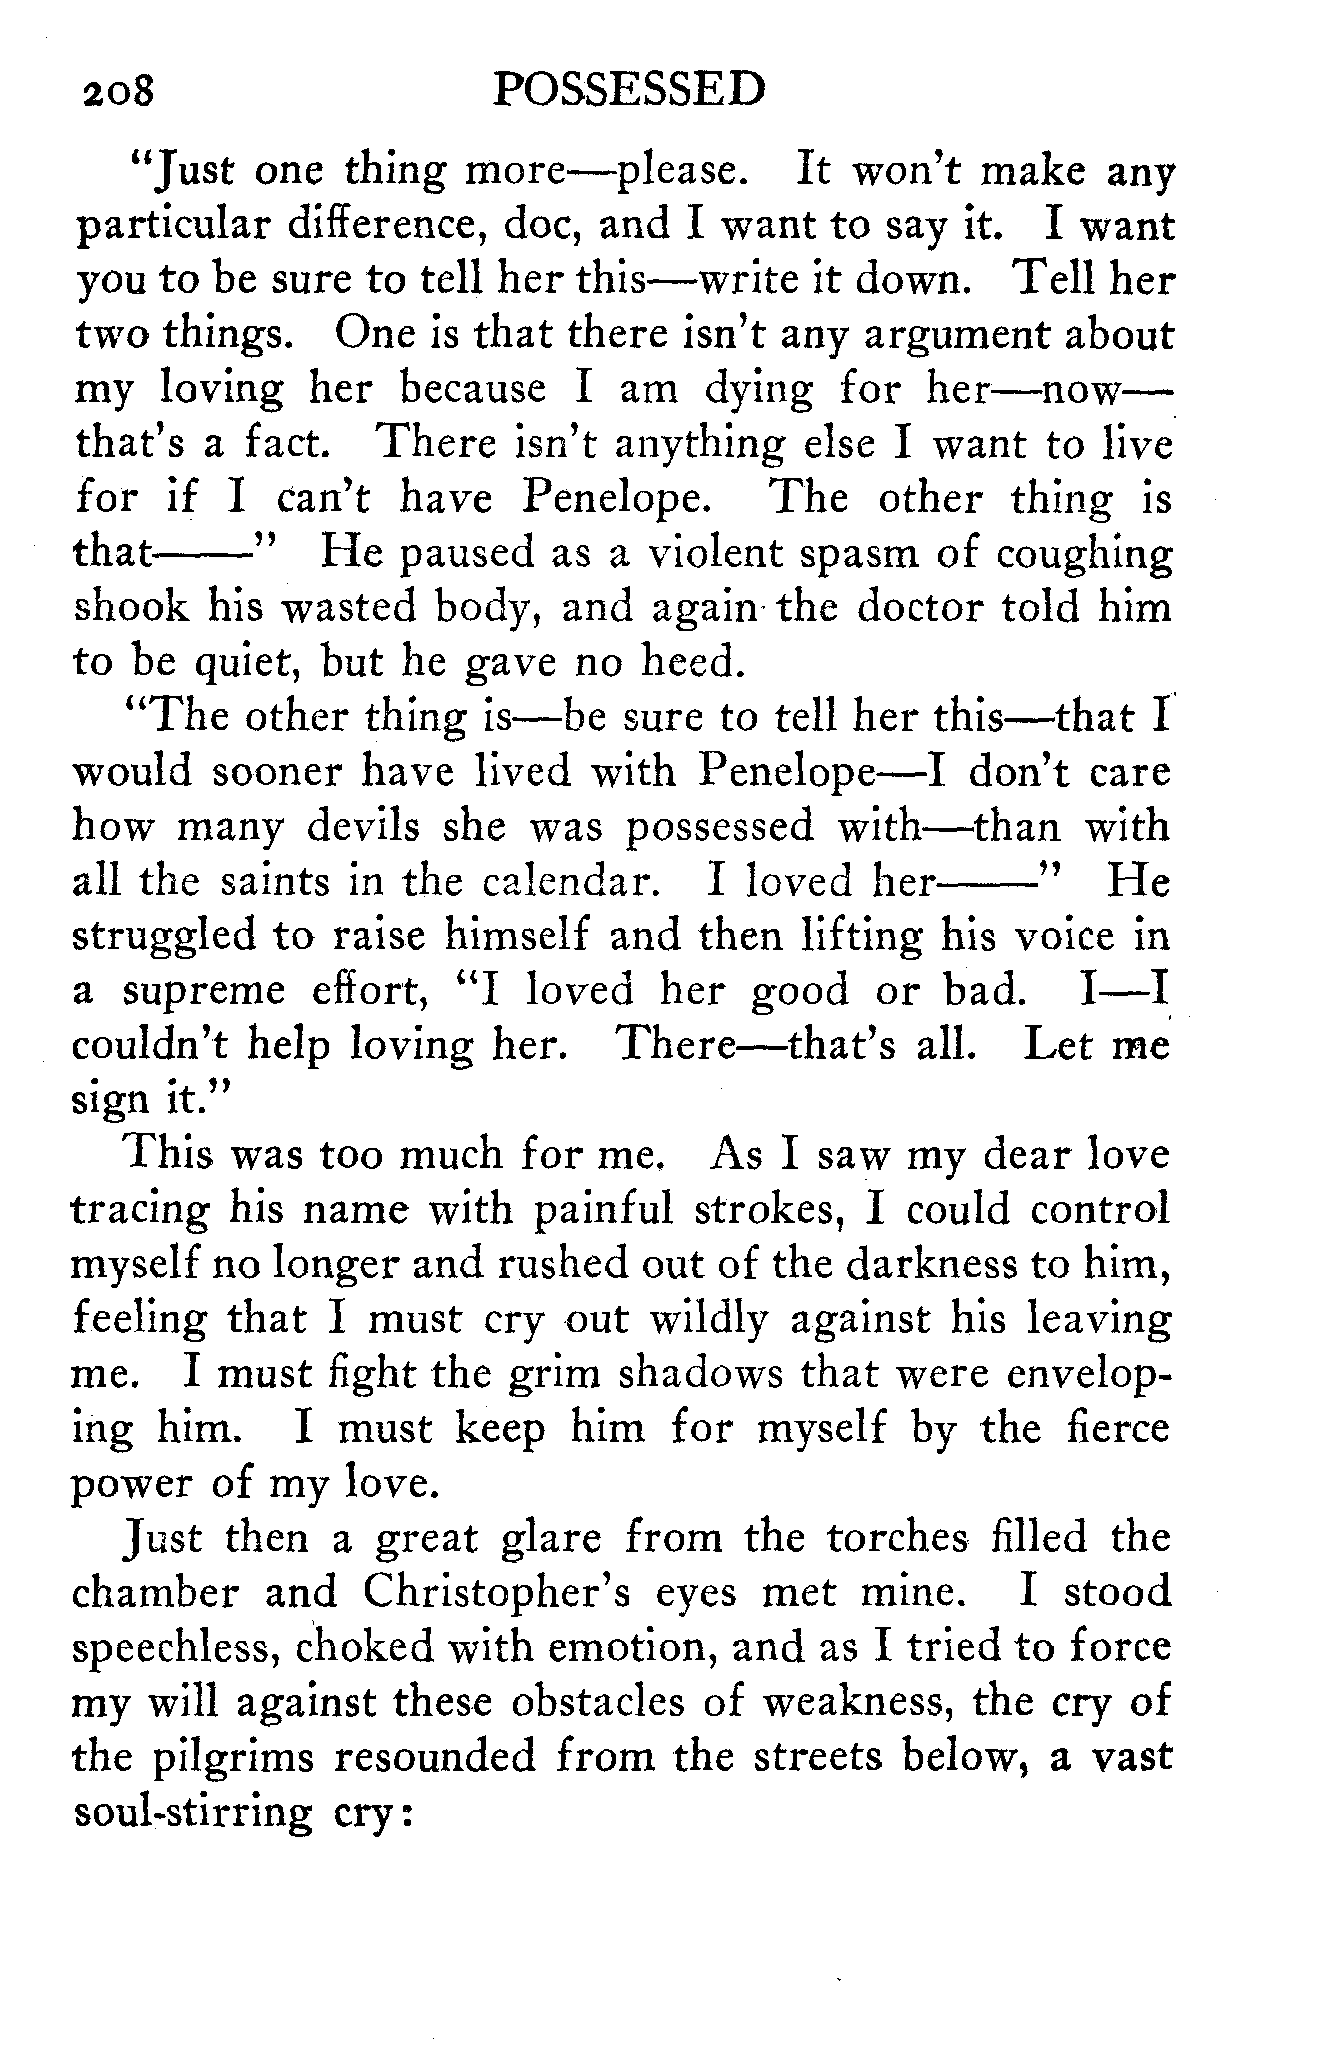 208 POSSESSED
"Just one thing more—please. It won't make any
particular difference, doc, and I want to say it. I want
you to be sure to tell her this—write it down. Tell her
two things. One is that there isn't any argument about
my loving her because I am dying for her—now—
that's a fact. There isn't anything else I want to live
for if I can't have Penelope. The other thing is
that——" He paused as a violent spasm of coughing
shook his wasted body, and again the doctor told him
to be quiet, but he gave no heed.
"The other thing is—be sure to tell her this—that I
would sooner have lived with Penelope—I don't care
how many devils she was possessed with—than with
all the saints in the calendar. I loved her——" He
struggled to raise himself and then lifting his voice in
a supreme effort, "I loved her good or bad. I—I
couldn't help loving her. There—that's all. Let me
sign it."
This was too much for me. As I saw my dear love
tracing his name with painful strokes, I could control
myself no longer and rushed out of the darkness to him,
feeling that I must cry out wildly against his leaving
me. I must fight the grim shadows that were envelop-
ing him. I must keep him for myself by the fierce
power of my love.
Just then a great glare from the torches filled the
chamber and Christopher's eyes met mine. I stood
speechless, choked with emotion, and as I tried to force
my will against these obstacles of weakness, the cry of
the pilgrims resounded from the streets below, a vast
soul-stirring cry: